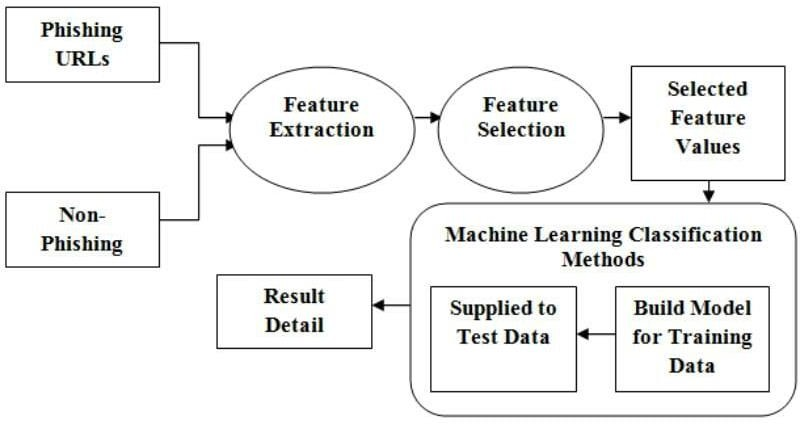 Phishing
URLs
Feature
Extraction
Feature
Selection
Selected
Feature
Values
Non-
Phishing
Machine Learning Classification
Methods
Result
Detail
Supplied to
Test Data
Build Model
for Training
Data